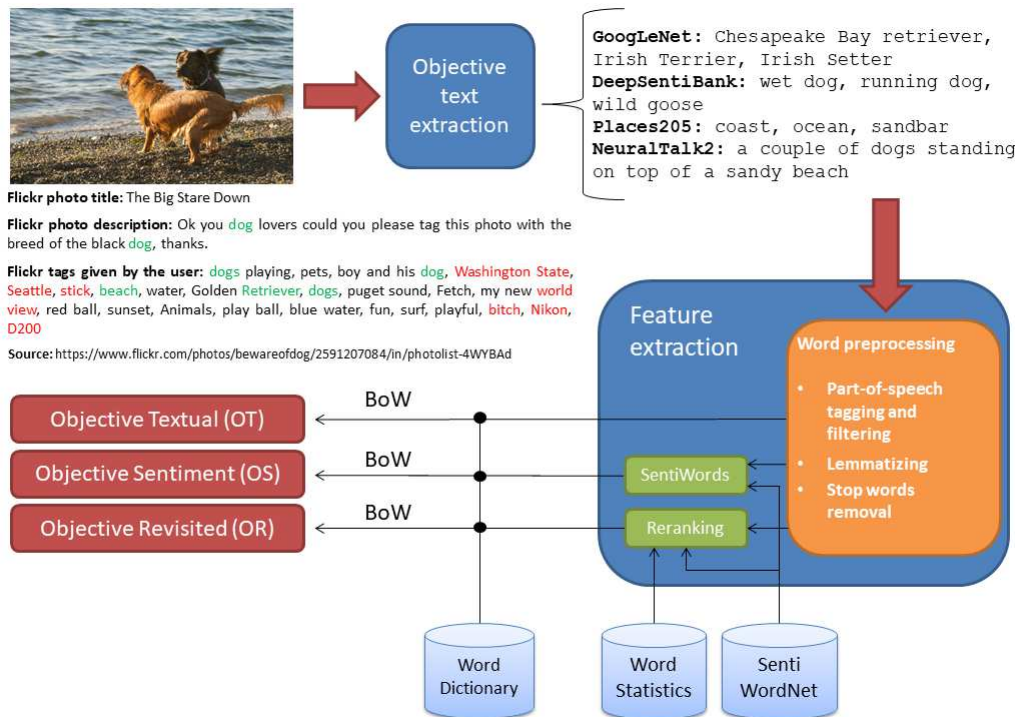 Objective
text
extraction
GoogLeNet: Chesapeake Bay retriever,
Irish Terrier, Irish Setter
DeepSentiBank: wet dog, running dog,
wild goose
Places205: coast, ocean, sandbar
NeuralTalk2: a couple of dogs standing
on top of a sandy beach
Flickr photo title: The Big Stare Down
Flickr photo description: Ok you dog lovers could you please tag this photo with the
breed of the black dog, thanks.
Flickr tags given by the user: dogs playing, pets, boy and his dog, Washington State,
Seattle, stick, beach, water, Golden Retriever, dogs, puget sound, Fetch, my new world
view, red ball, sunset, Animals, play ball, blue water, fun, surf, playful, bitch, Nikon,
D200
Source: https://www.flickr.com/photos/bewareofdog/2591207084/in/photolist-4WYBAd
Feature
extraction
Word preprocessing
• Part-of-speech
tagging and
filtering
• Lemmatizing
• Stop words
removal
Objective Textual (OT)
BoW
Objective Sentiment (OS)
BoW
SentiWords
Objective Revisited (OR)
BoW
Reranking
Word
Dictionary
Word
Statistics
Senti
WordNet